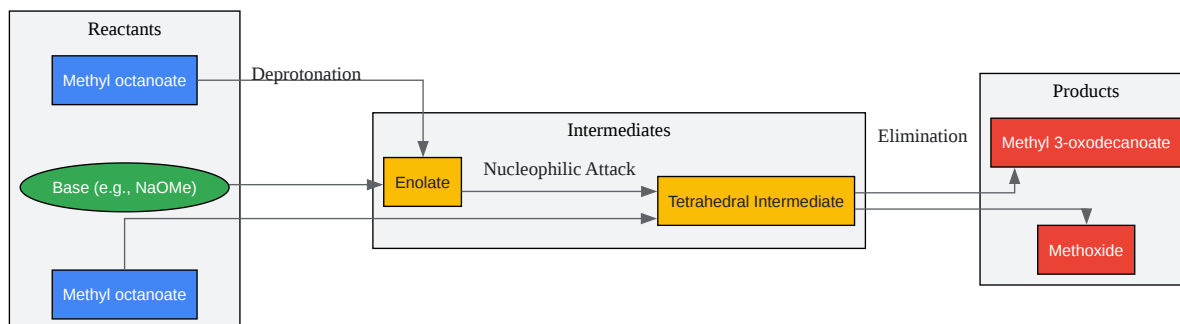 Reactants
Methyl octanoate
Deprotonation
Base (e.g., NaOMe)
Methyl octanoate
Intermediates
Enolate
Nucleophilic Attack
Tetrahedral Intermediate
Elimination
Products
Methyl 3-oxodecanoate
Methoxide